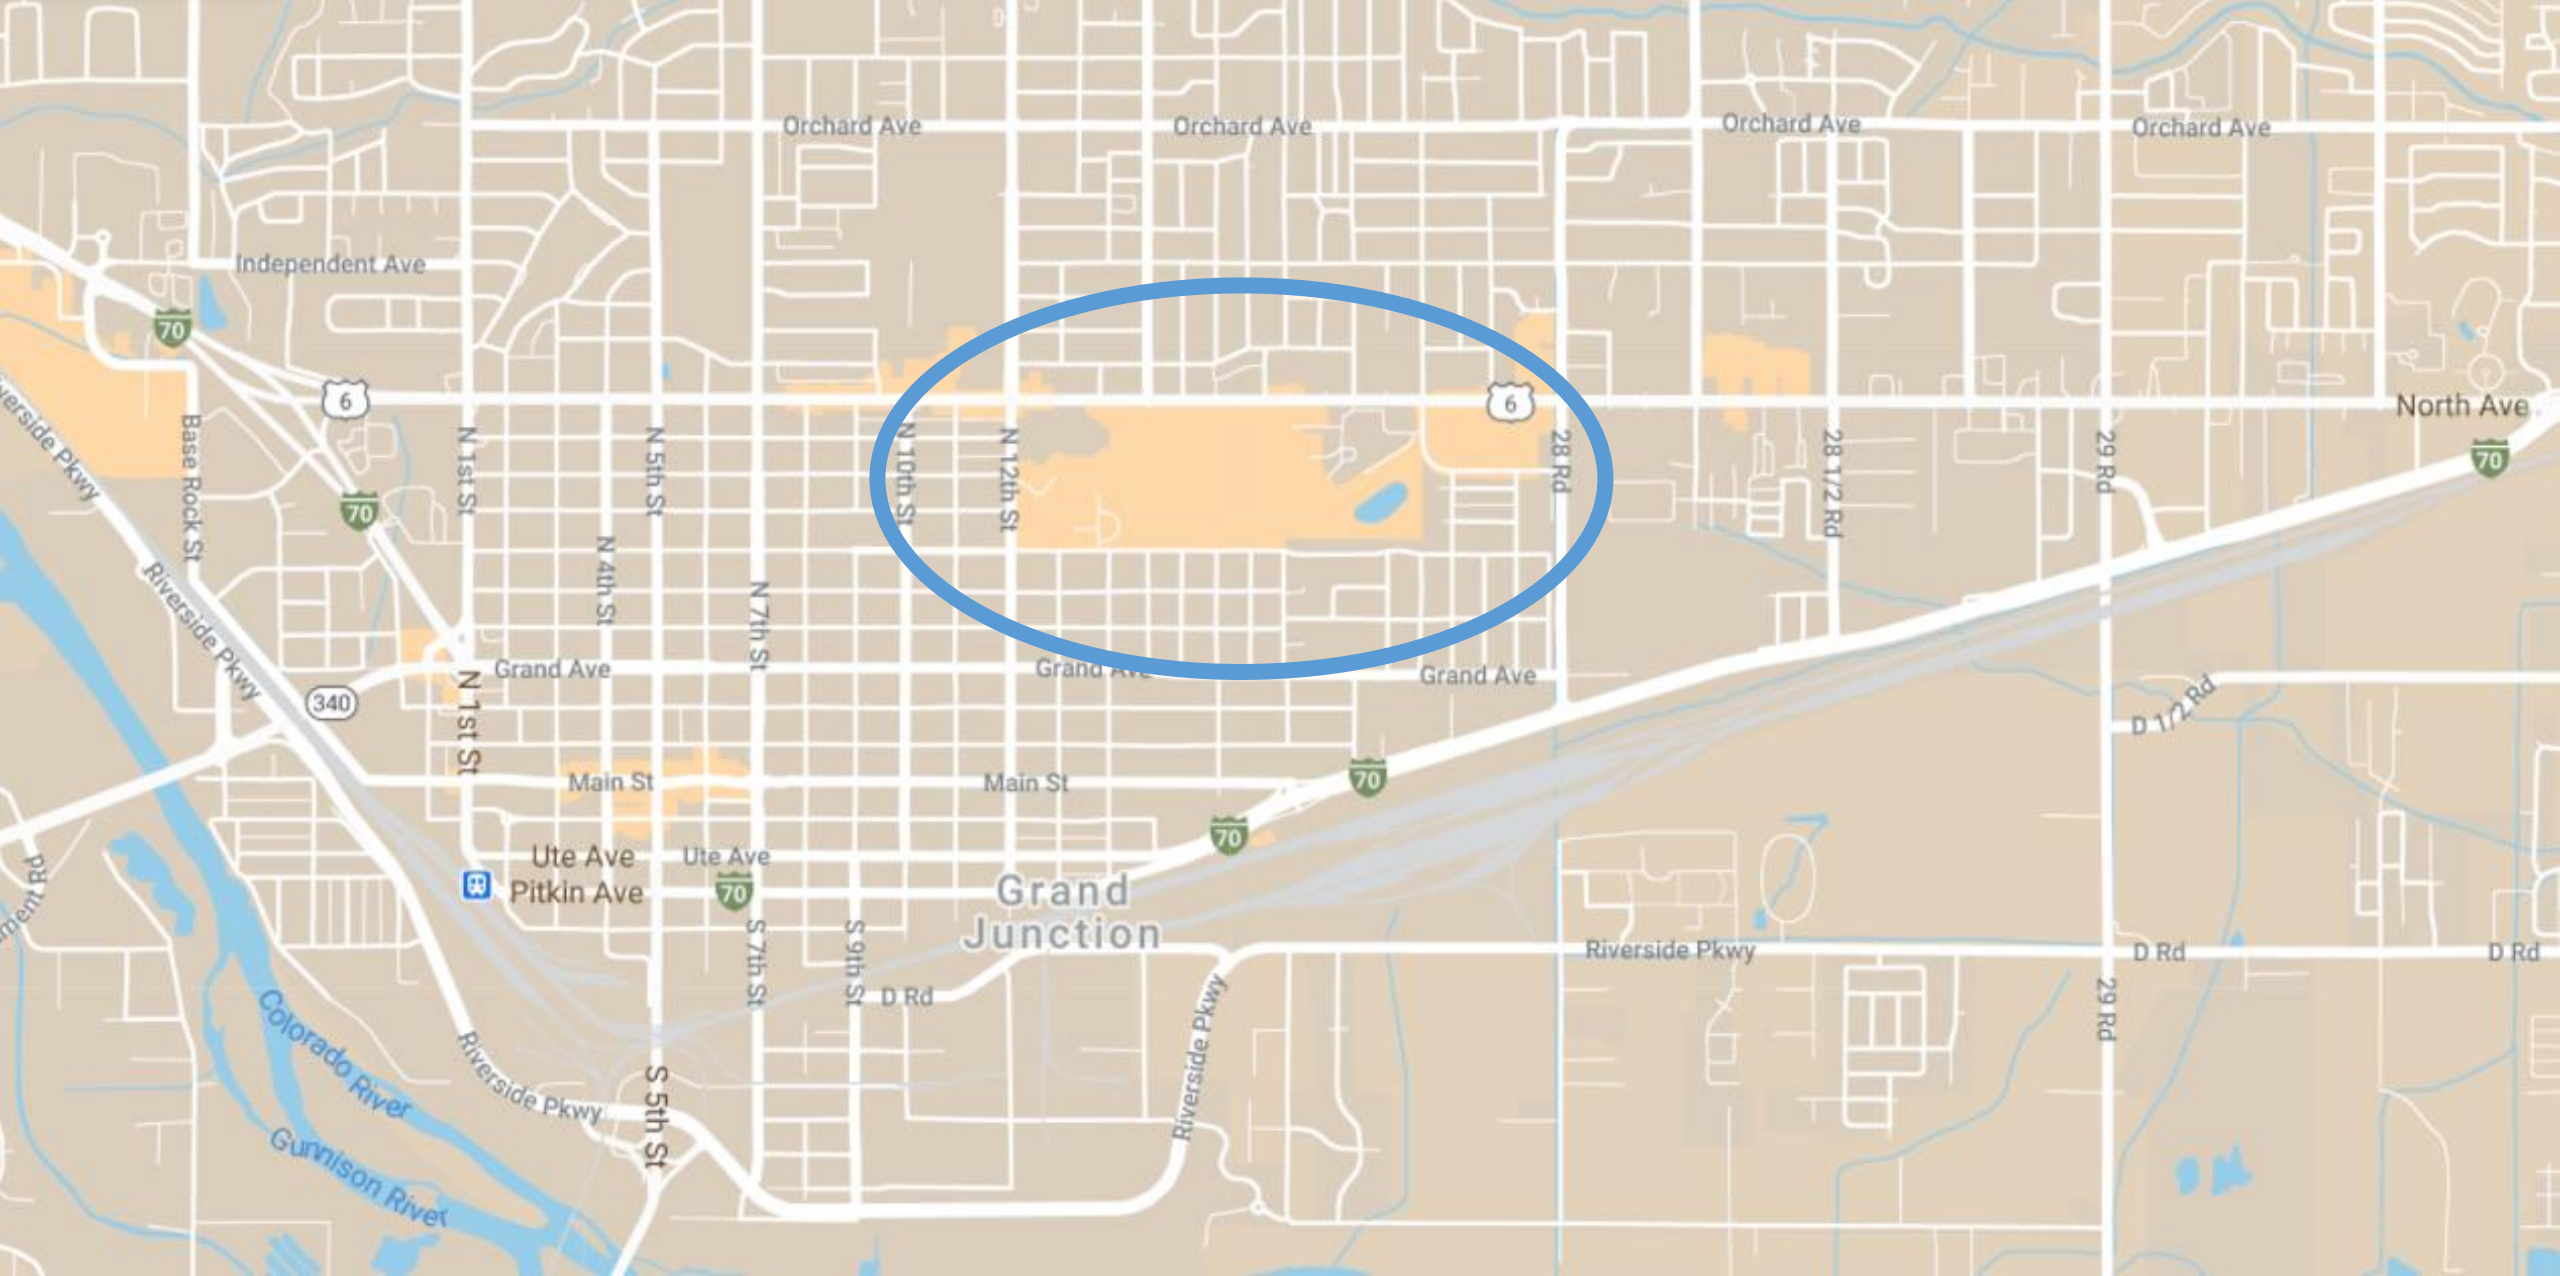 Orchard Ave
Orchard Ave
Orchard Ave
Orchard Ave
Independent Ave
70
6
6
North Ave
Riverside Pkwy
Base Rock St
N 1st St
N 5th St
N 10th St
N 12th St
28 Rd
28 1/2 Rd
29 Rd
70
70
N 4th St
N 7th St
Riverside Pkwy
Grand Ave
Grand Ave
Grand Ave
340
N 1st St
D 1/2 Rd
Main St
Main St
70
70
Ute Ave
Ute Ave
Pitkin Ave
70
Grand
Junction
S 7th St
S 9th St
D Rd
Riverside Pkwy
D Rd
D Rd
29 Rd
Riverside Pkwy
Colorado River
Riverside Pkwy
S 5th St
Gunnison River